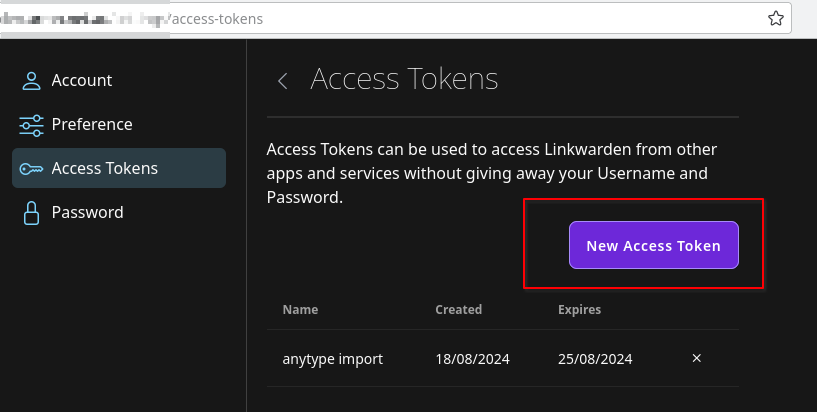 /access-tokens
Account
Preference
Access Tokens
Password
Access Tokens
Access Tokens can be used to access Linkwarden from other
apps and services without giving away your Username and
Password.
New Access Token
Name Created Expires
anytype import 18/08/2024 25/08/2024